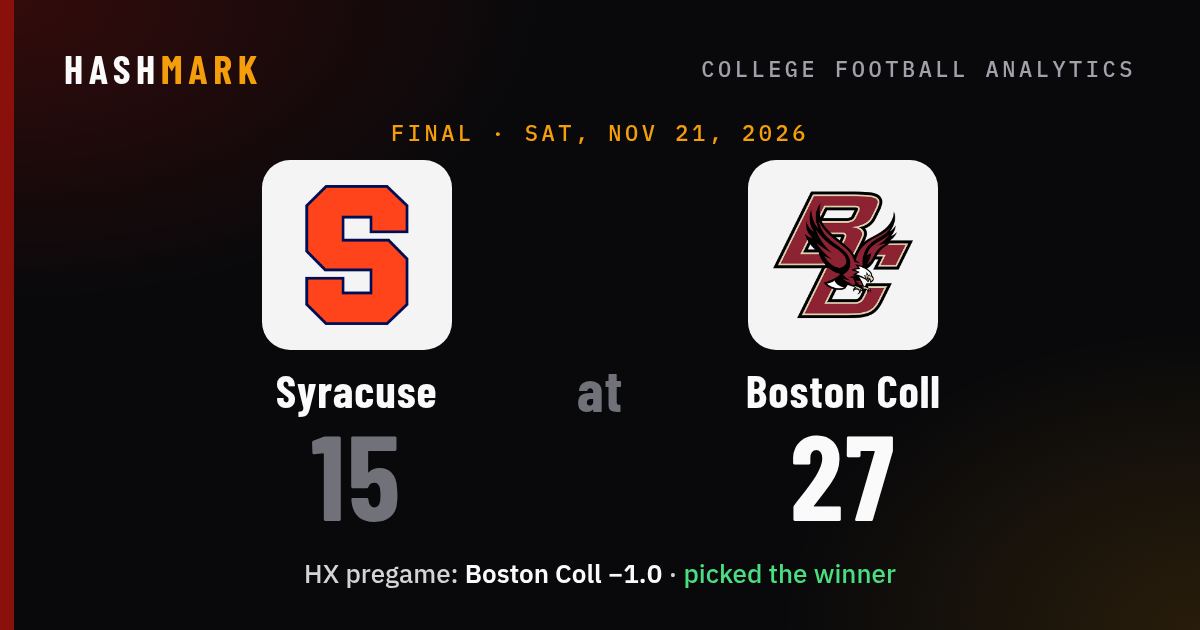 HASHMARK
COLLEGE FOOTBALL ANALYTICS
FINAL · SAT, NOV 21, 2026
S
BC
Syracuse
at
Boston Coll
15
27
HX pregame: Boston Coll −1.0 · picked the winner